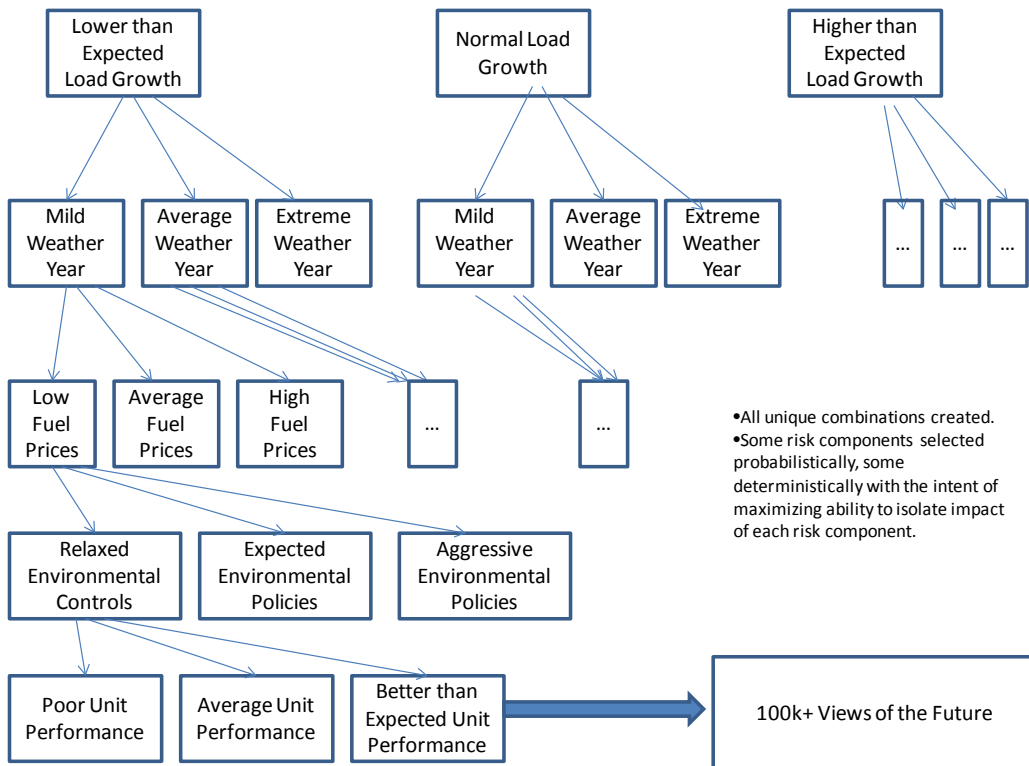 Lower than
Expected
Load Growth
Normal Load
Growth
Higher than
Expected
Load Growth
Mild
Weather
Year
Average
Weather
Year
Extreme
Weather
Year
Mild
Weather
Year
Average
Weather
Year
Extreme
Weather
Year
...
...
...
Low
Fuel
Prices
Average
Fuel
Prices
High
Fuel
Prices
...
...
•All unique combinations created.
•Some risk components selected
probabilistically, some
deterministically with the intent of
maximizing ability to isolate impact
of each risk component.
Relaxed
Environmental
Controls
Expected
Environmental
Policies
Aggressive
Environmental
Policies
Poor Unit
Performance
Average Unit
Performance
Better than
Expected Unit
Performance
100k+ Views of the Future